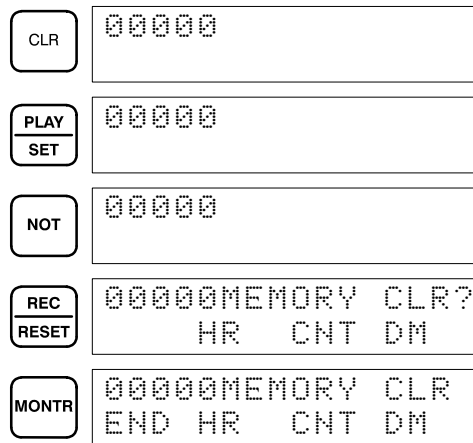 CLR
00000
PLAY
SET
00000
NOT
00000
REC
RESET
00000MEMORY CLR?
HR CNT DM
MONTR
00000MEMORY CLR
END HR CNT DM